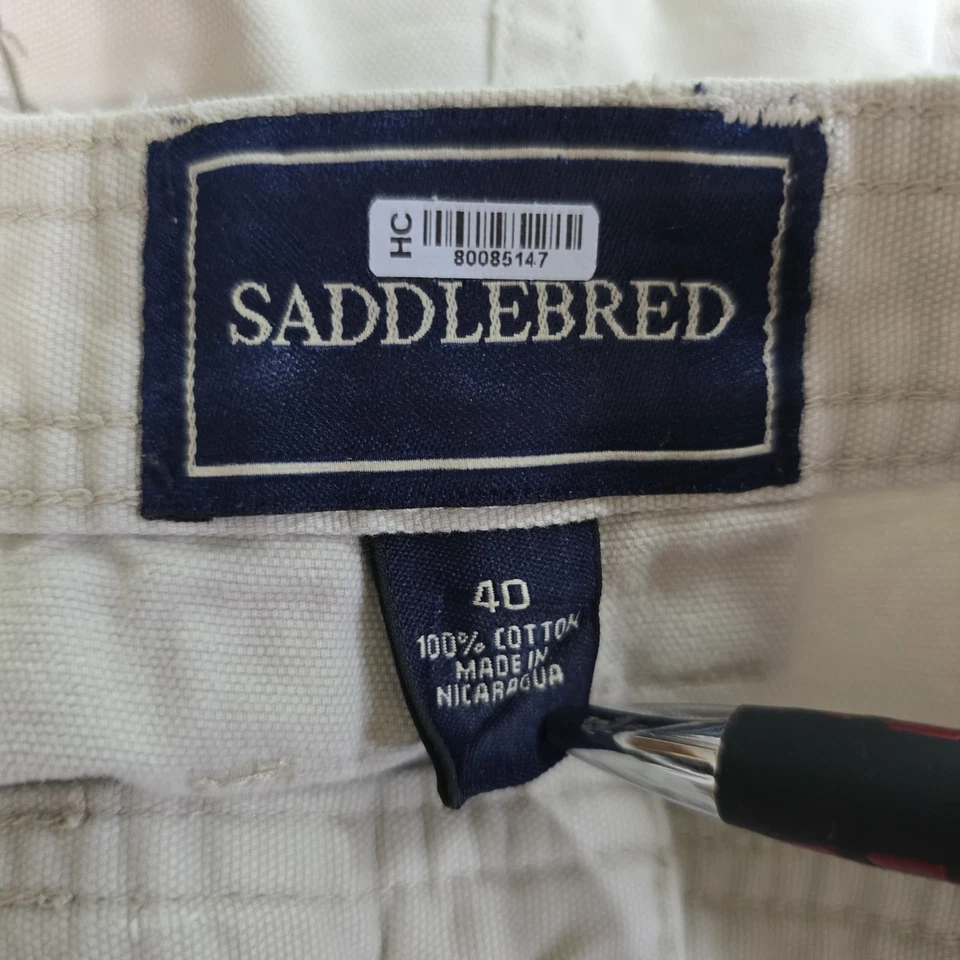 HC
80085147
SADDLEBRED
40
100% COTTON
MADE IN
NICARAGUA